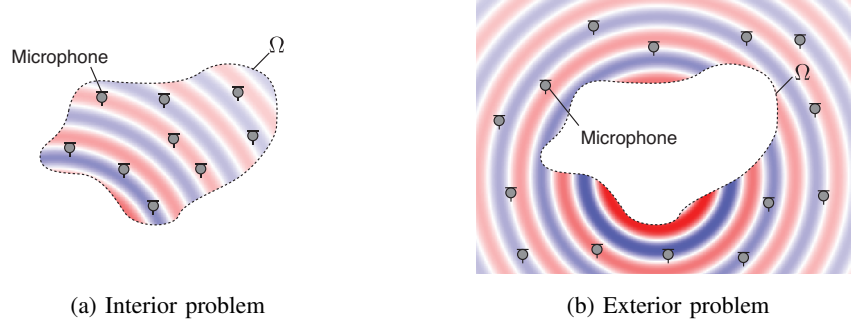 Microphone
Ω
(a) Interior problem
Ω
Microphone
(b) Exterior problem